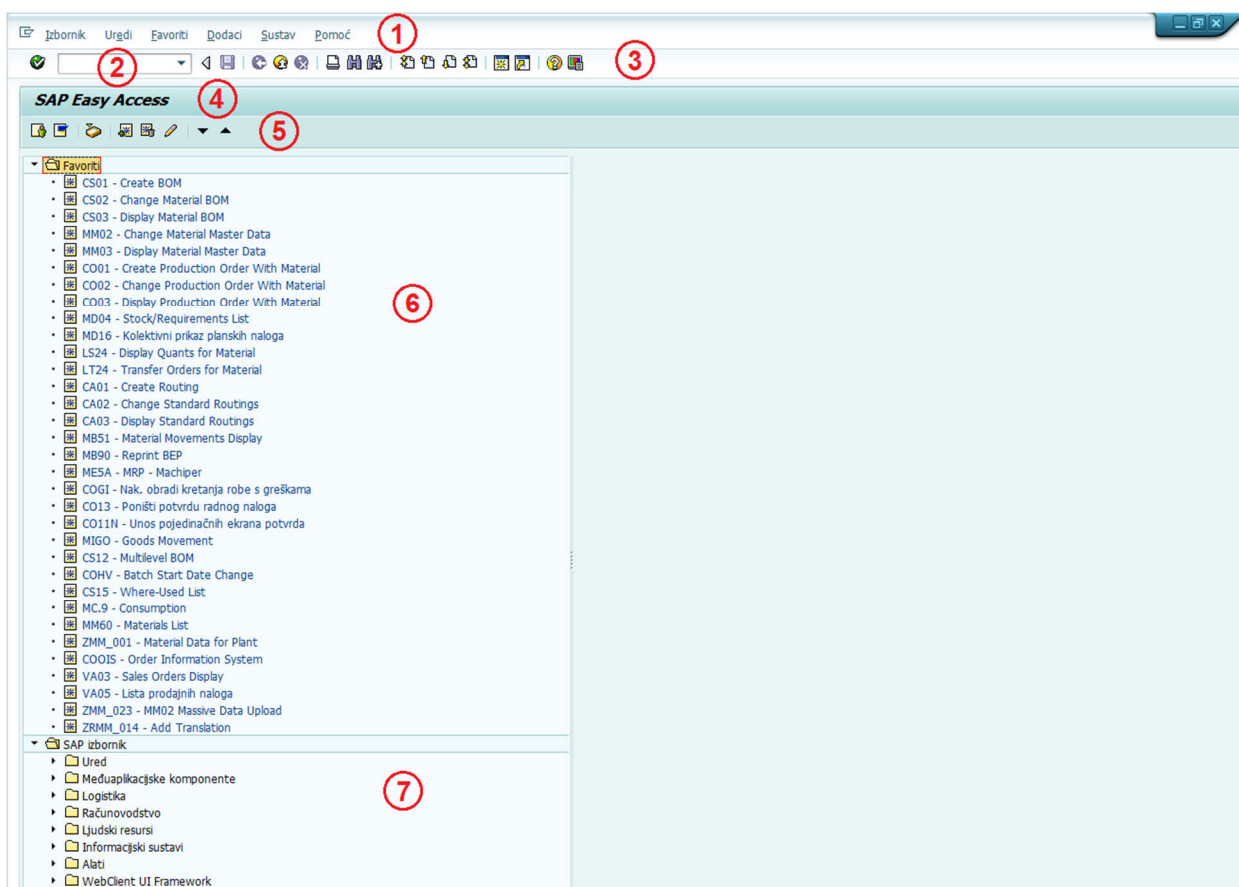 Izbornik Uredi Favoriti Dodaci Sustav Pomoć 1
2 3
SAP Easy Access 4
5
Favoriti
CS01 - Create BOM
CS02 - Change Material BOM
CS03 - Display Material BOM
MM02 - Change Material Master Data
MM03 - Display Material Master Data
CO01 - Create Production Order With Material
CO02 - Change Production Order With Material
CO03 - Display Production Order With Material 6
MD04 - Stock/Requirements List
MD16 - Kolektivni prikaz planskih naloga
LS24 - Display Quants for Material
LT24 - Transfer Orders for Material
CA01 - Create Routing
CA02 - Change Standard Routings
CA03 - Display Standard Routings
MB51 - Material Movements Display
MB90 - Reprint BEP
ME5A - MRP - Machiper
COGI - Nak. obradi kretanja robe s greškama
CO13 - Poništi potvrdu radnog naloga
CO11N - Unos pojedinačnih ekrana potvrda
MIGO - Goods Movement
CS12 - Multilevel BOM
COHV - Batch Start Date Change
CS15 - Where-Used List
MC.9 - Consumption
MM60 - Materials List
ZMM_001 - Material Data for Plant
COOIS - Order Information System
VA03 - Sales Orders Display
VA05 - Lista prodajnih naloga
ZMM_023 - MM02 Massive Data Upload
ZRMM_014 - Add Translation
SAP izbornik
Ured
Međuaplikacijske komponente
Logistika 7
Računovodstvo
Ljudski resursi
Informacijski sustavi
Alati
WebClient UI Framework